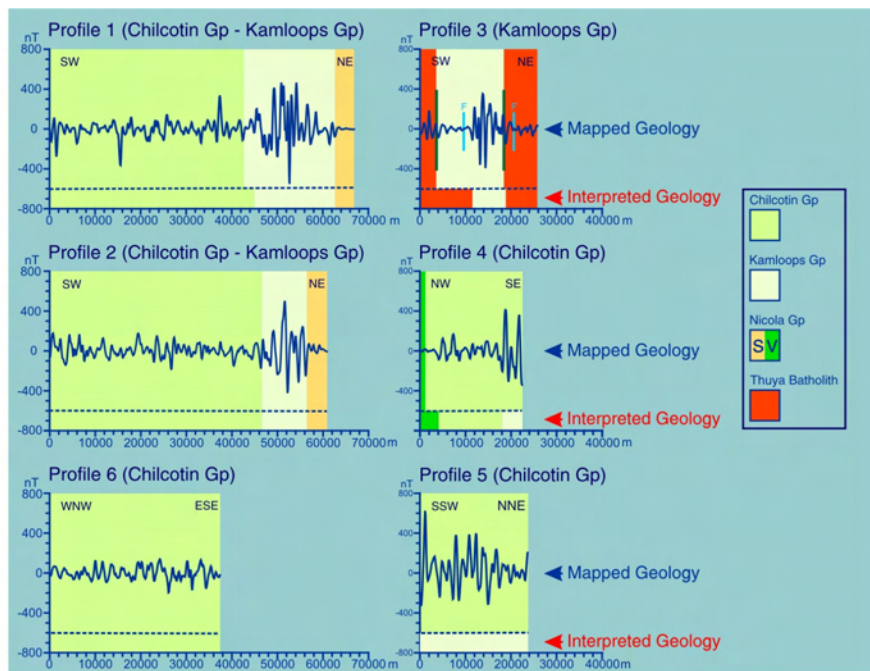 Profile 1 (Chilcotin Gp - Kamloops Gp)
nT
800
400
0
-400
-800
SW
NE
0 10000 20000 30000 40000 50000 60000 70000 m
Profile 3 (Kamloops Gp)
nT
800
400
0
-400
-800
SW
NE
F
F
0 10000 20000 30000 40000 m
Mapped Geology
Interpreted Geology
Profile 2 (Chilcotin Gp - Kamloops Gp)
nT
800
400
0
-400
-800
SW
NE
0 10000 20000 30000 40000 50000 60000 70000 m
Profile 4 (Chilcotin Gp)
nT
800
400
0
-400
-800
NW
SE
0 10000 20000 30000 40000 m
Mapped Geology
Interpreted Geology
Profile 6 (Chilcotin Gp)
nT
800
400
0
-400
-800
WNW
ESE
0 10000 20000 30000 40000 50000 60000 70000 m
Profile 5 (Chilcotin Gp)
nT
800
400
0
-400
-800
SSW
NNE
0 10000 20000 30000 40000 m
Mapped Geology
Interpreted Geology
Chilcotin Gp
Kamloops Gp
Nicola Gp
S V
Thuya Batholith